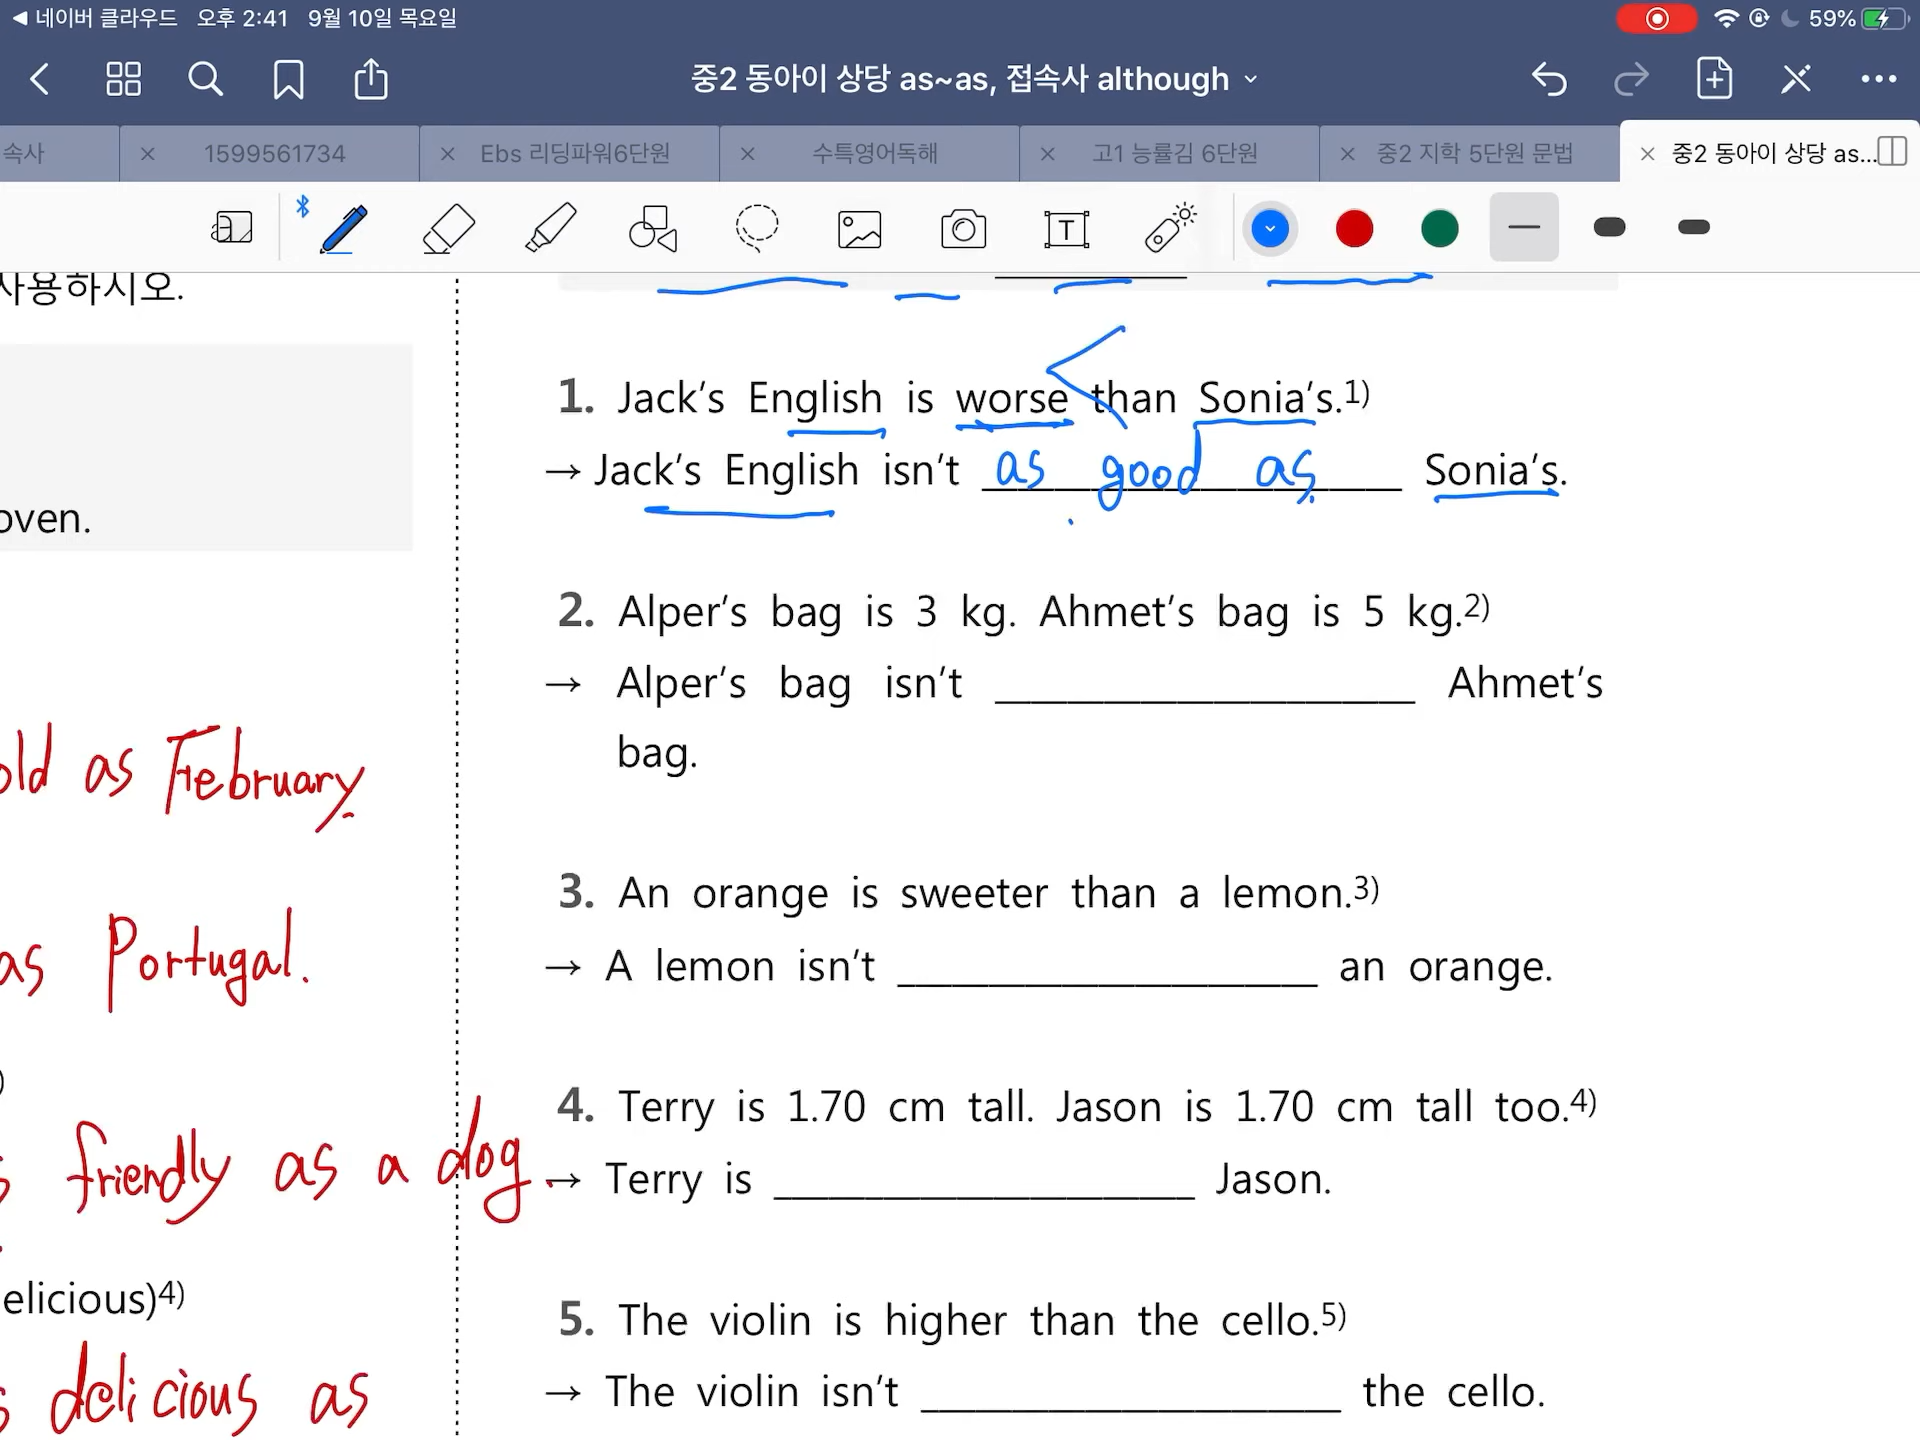 ◀ 네이버 클라우드 오후 2:41 9월 10일 목요일 59%
중2 동아이 상당 as~as, 접속사 although
속사 1599561734 Ebs 리딩파워6단원 수특영어독해 고1 능률김 6단원 중2 지학 5단원 문법 중2 동아이 상당 as...
사용하시오.
oven.
old as February.
as Portugal.
)
s friendly as a dog.
elicious)4)
s delicious as
1. Jack's English is worse than Sonia's.1)
→ Jack's English isn't as good as Sonia's.
2. Alper's bag is 3 kg. Ahmet's bag is 5 kg.2)
→ Alper's bag isn't ____________________ Ahmet's
bag.
3. An orange is sweeter than a lemon.3)
→ A lemon isn't ____________________ an orange.
4. Terry is 1.70 cm tall. Jason is 1.70 cm tall too.4)
→ Terry is ____________________ Jason.
5. The violin is higher than the cello.5)
→ The violin isn't ____________________ the cello.